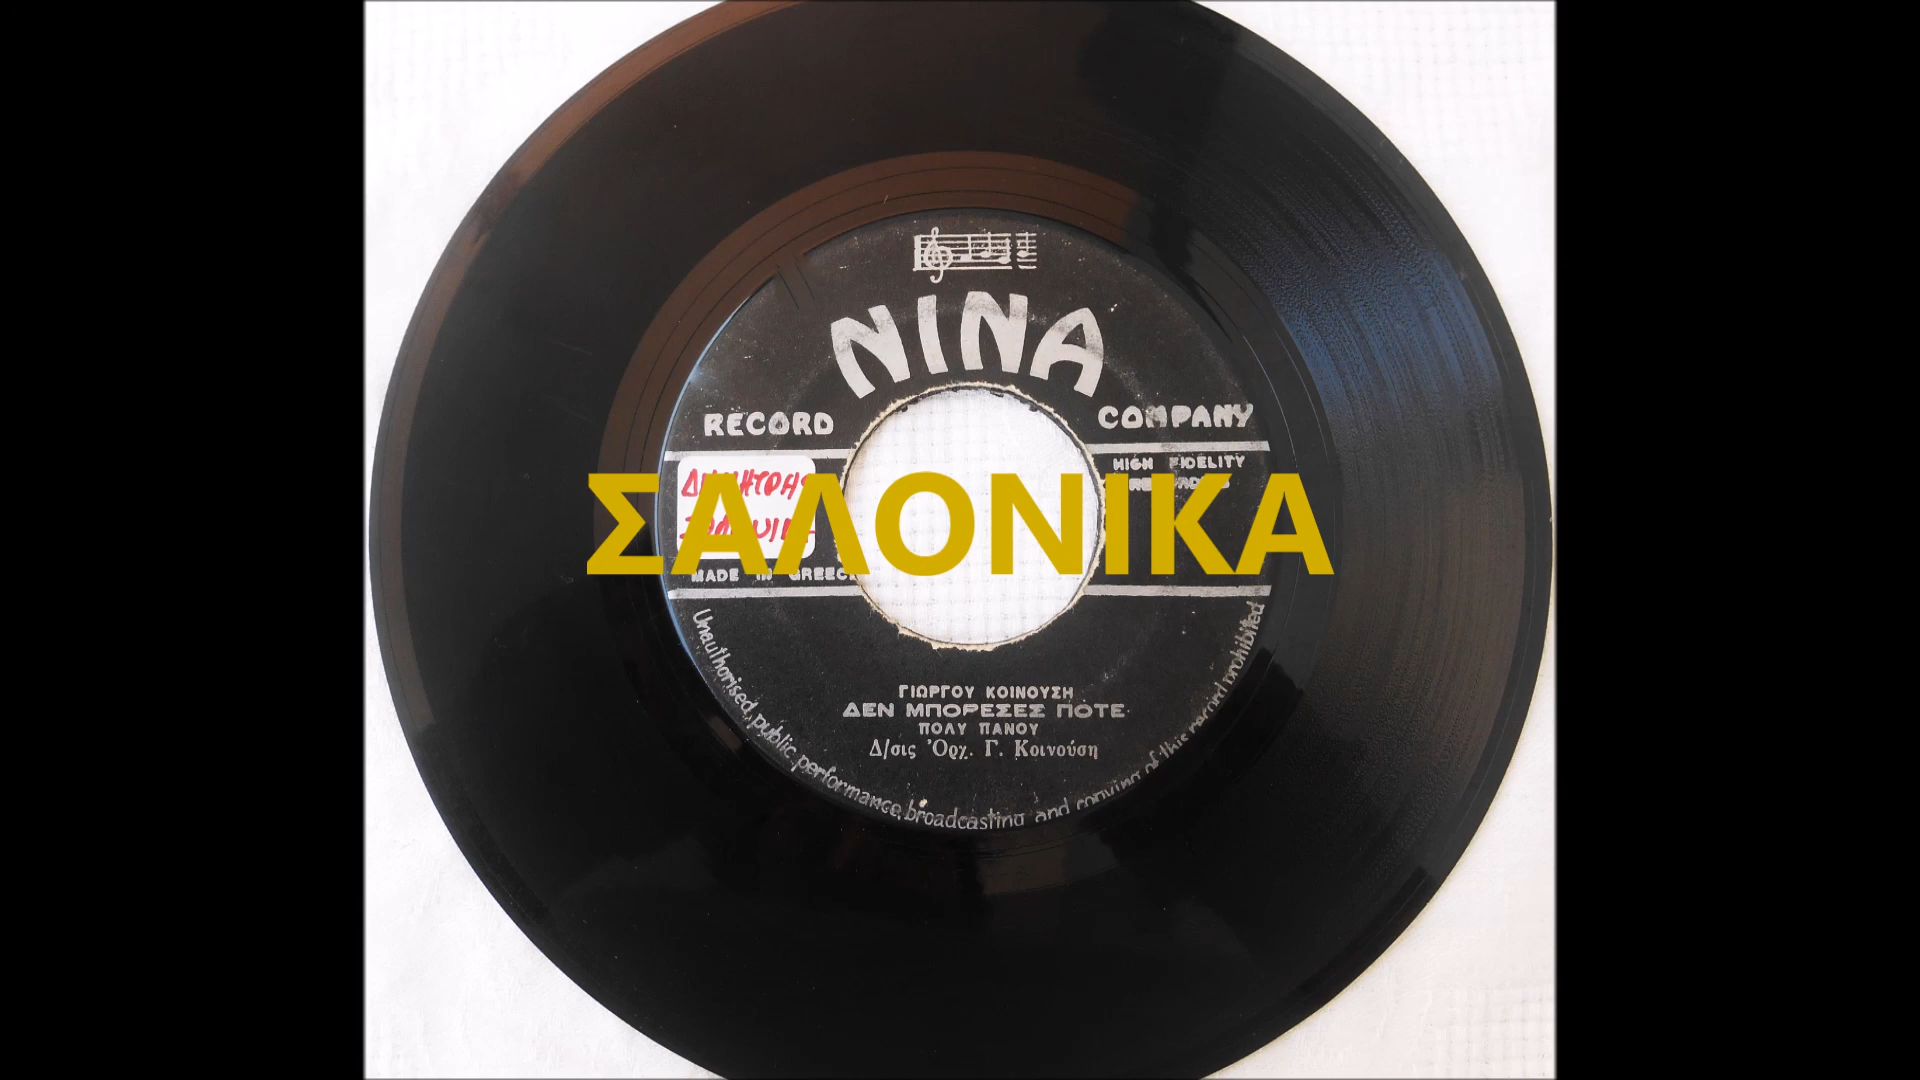 NINA
RECORD COMPANY
HIGH FIDELITY
ΣΑΛΟΝΙΚΑ
MADE IN GREECE
ΓΙΩΡΓΟΥ ΚΟΙΝΟΥΣΗ
ΔΕΝ ΜΠΟΡΕΣΕΣ ΠΟΤΕ
ΠΟΛΥ ΠΑΝΟΥ
Δ/σις Ὀρχ. Γ. Κοινούση
Unauthorised public performance, broadcasting and copying of this record prohibited